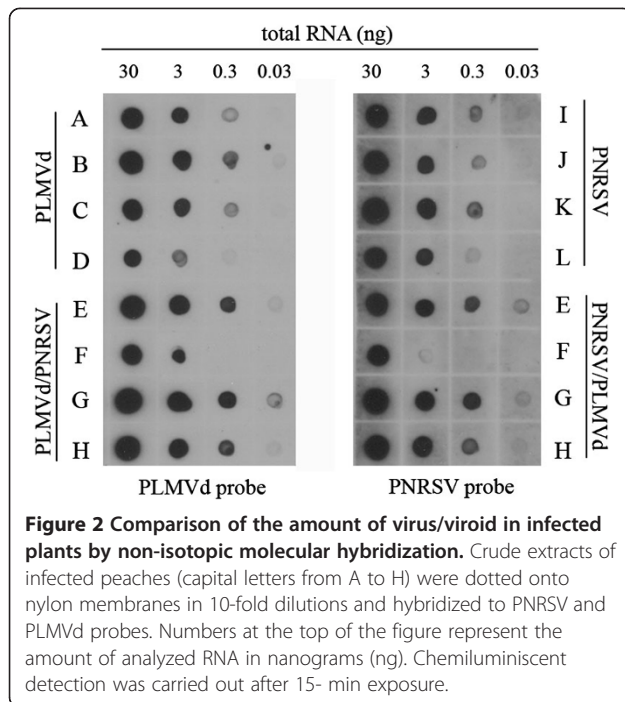 total RNA (ng)
30 3 0.3 0.03 30 3 0.3 0.03
PLMVd
A
B
C
D
PLMVd/PNRSV
E
F
G
H
I
J
K
L
PNRSV
E
F
G
H
PNRSV/PLMVd
PLMVd probe PNRSV probe
Figure 2 Comparison of the amount of virus/viroid in infected
plants by non-isotopic molecular hybridization. Crude extracts of
infected peaches (capital letters from A to H) were dotted onto
nylon membranes in 10-fold dilutions and hybridized to PNRSV and
PLMVd probes. Numbers at the top of the figure represent the
amount of analyzed RNA in nanograms (ng). Chemiluminiscent
detection was carried out after 15- min exposure.